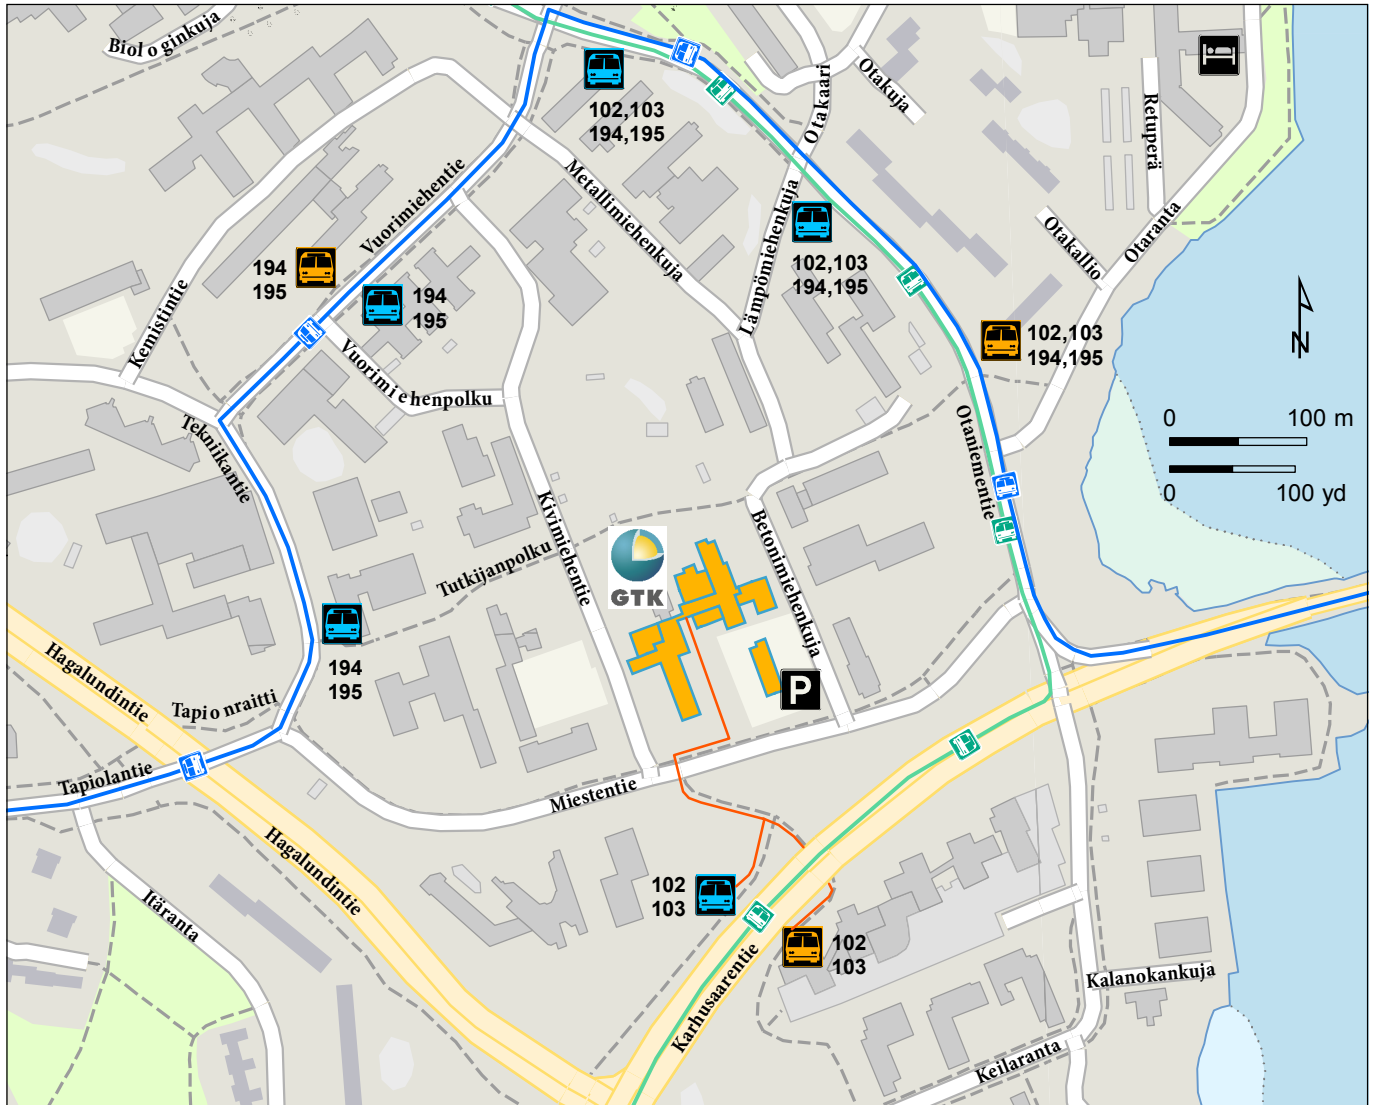 Biologinkuja
102,103
194,195
Otakaari
Otakuja
Retuperä
Vuorimiehentie
Metallimiehenkuja
Lämpömiehenkuja
102,103
194,195
Otakallio
Otaranta
194
195
194
195
Kemistintie
Vuorimiehenpolku
102,103
194,195
N
0 100 m
0 100 yd
Tekniikantie
Otaniementie
Kivimiehentie
Betonimiehenkuja
Tutkijanpolku
GTK
P
194
195
Hagalundintie
Tapionraitti
Tapiolantie
Miestentie
Hagalundintie
102
103
102
103
Itäranta
Karhusaarentie
Kalanokankuja
Keilaranta